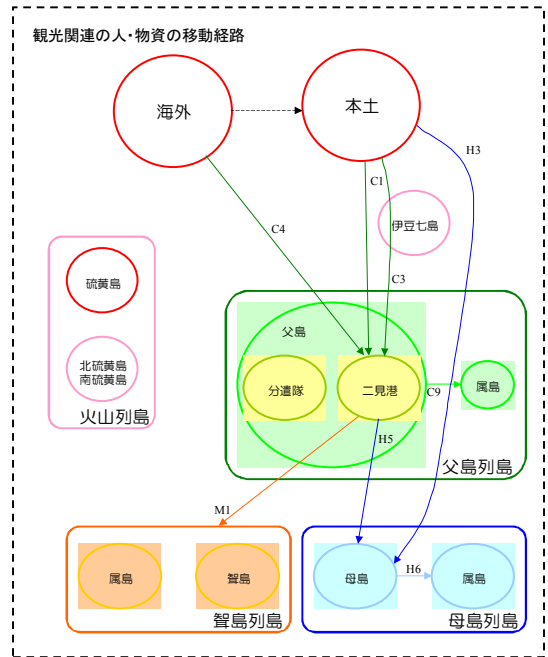 観光関連の人・物資の移動経路
海外
本土
H3
C1
C4
伊豆七島
C3
硫黄島
北硫黄島
南硫黄島
火山列島
父島
分遣隊
二見港
C9
属島
H5
父島列島
M1
属島
聟島
聟島列島
母島
H6
属島
母島列島